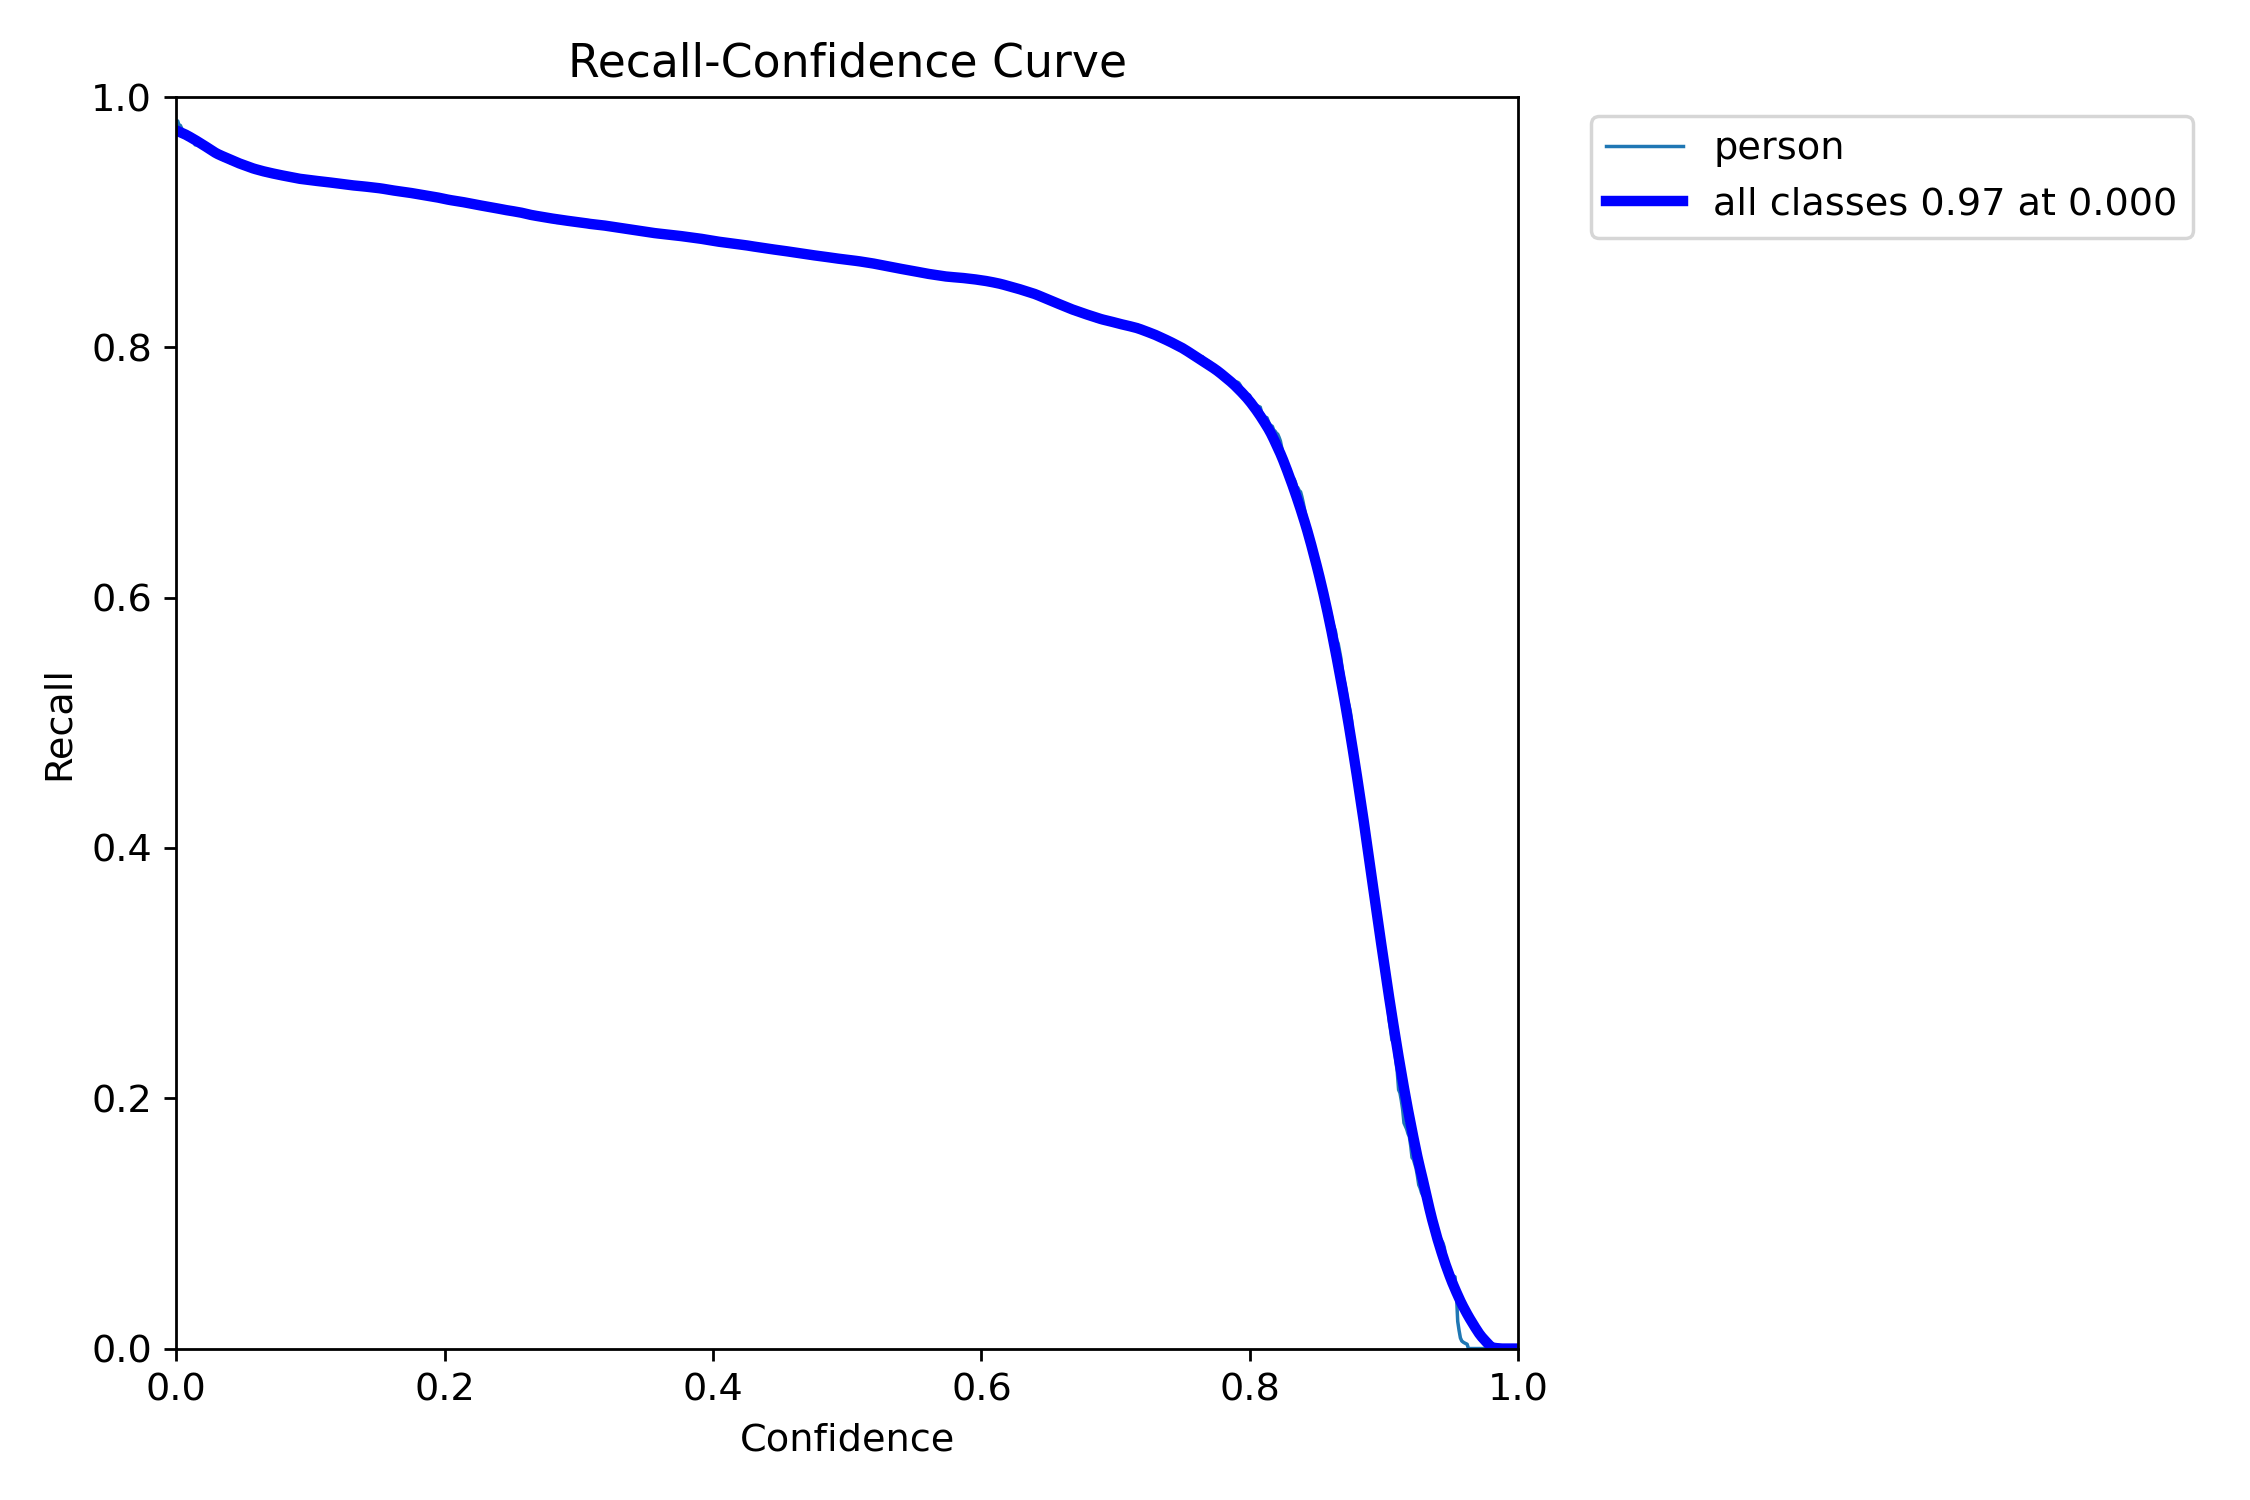 Recall-Confidence Curve
person
all classes 0.97 at 0.000
1.0
0.8
0.6
0.4
0.2
0.0
Recall
0.0 0.2 0.4 0.6 0.8 1.0
Confidence